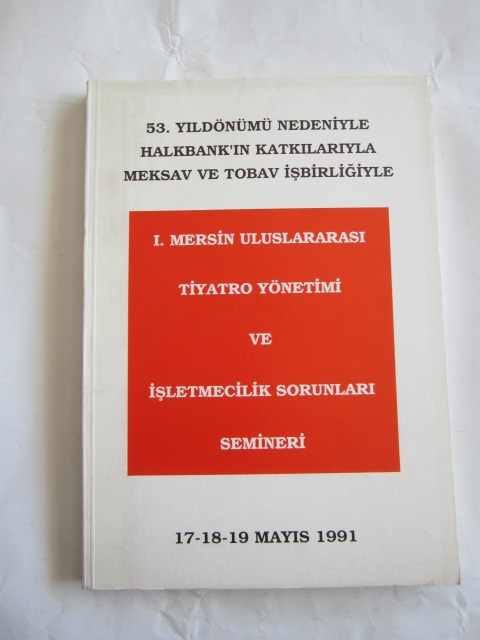 53. YILDÖNÜMÜ NEDENİYLE
HALKBANK'IN KATKILARIYLA
MEKSAV VE TOBAV İŞBİRLİĞİYLE
I. MERSİN ULUSLARARASI
TİYATRO YÖNETİMİ
VE
İŞLETMECİLİK SORUNLARI
SEMİNERİ
17-18-19 MAYIS 1991